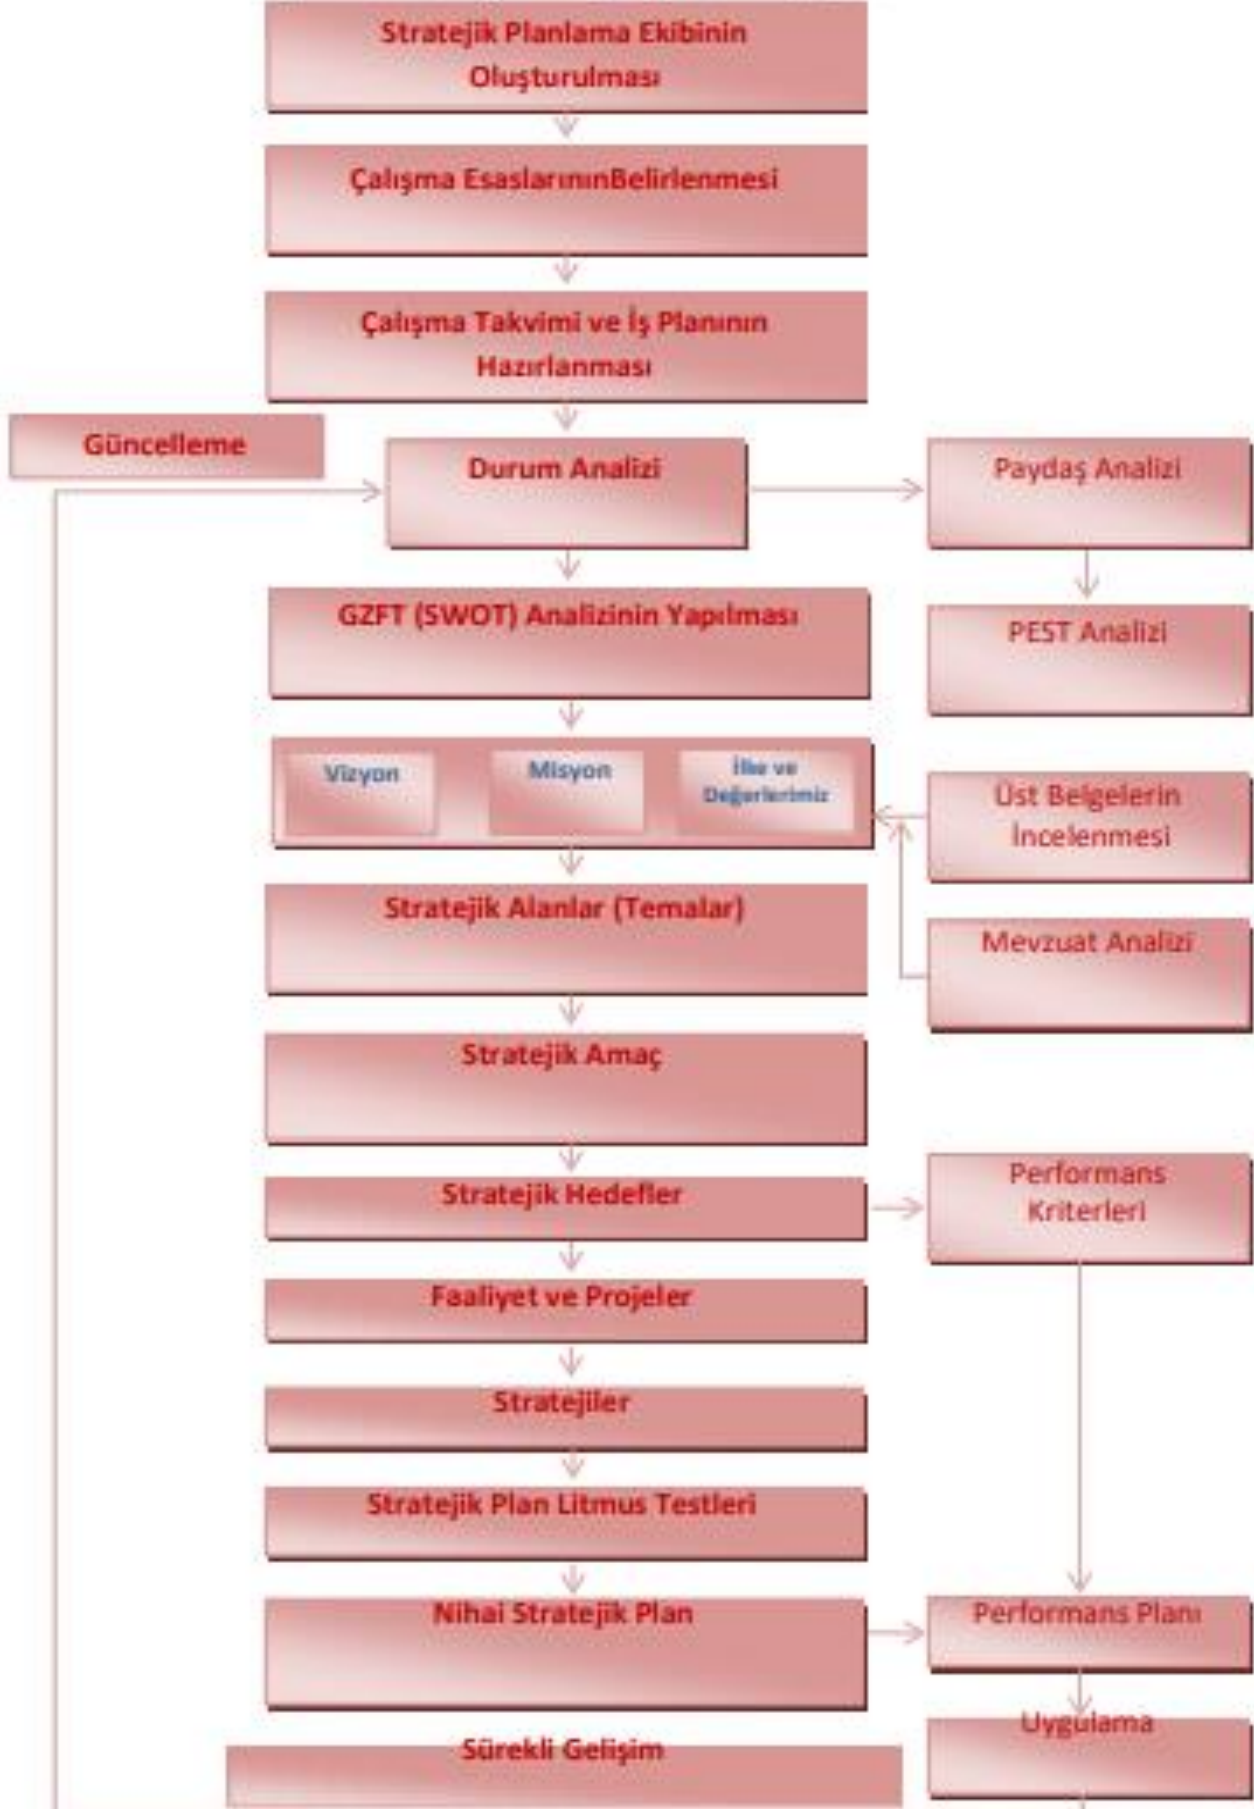 Stratejik Planlama Ekibinin
Oluşturulması
Çalışma EsaslarınınBelirlenmesi
Çalışma Takvimi ve İş Planının
Hazırlanması
Güncelleme
Durum Analizi
Paydaş Analizi
GZFT (SWOT) Analizinin Yapılması
PEST Analizi
Vizyon
Misyon
İlke ve
Değerlerimiz
Üst Belgelerin
İncelenmesi
Stratejik Alanlar (Temalar)
Mevzuat Analizi
Stratejik Amaç
Stratejik Hedefler
Performans
Kriterleri
Faaliyet ve Projeler
Stratejiler
Stratejik Plan Litmus Testleri
Nihai Stratejik Plan
Performans Planı
Uygulama
Sürekli Gelişim